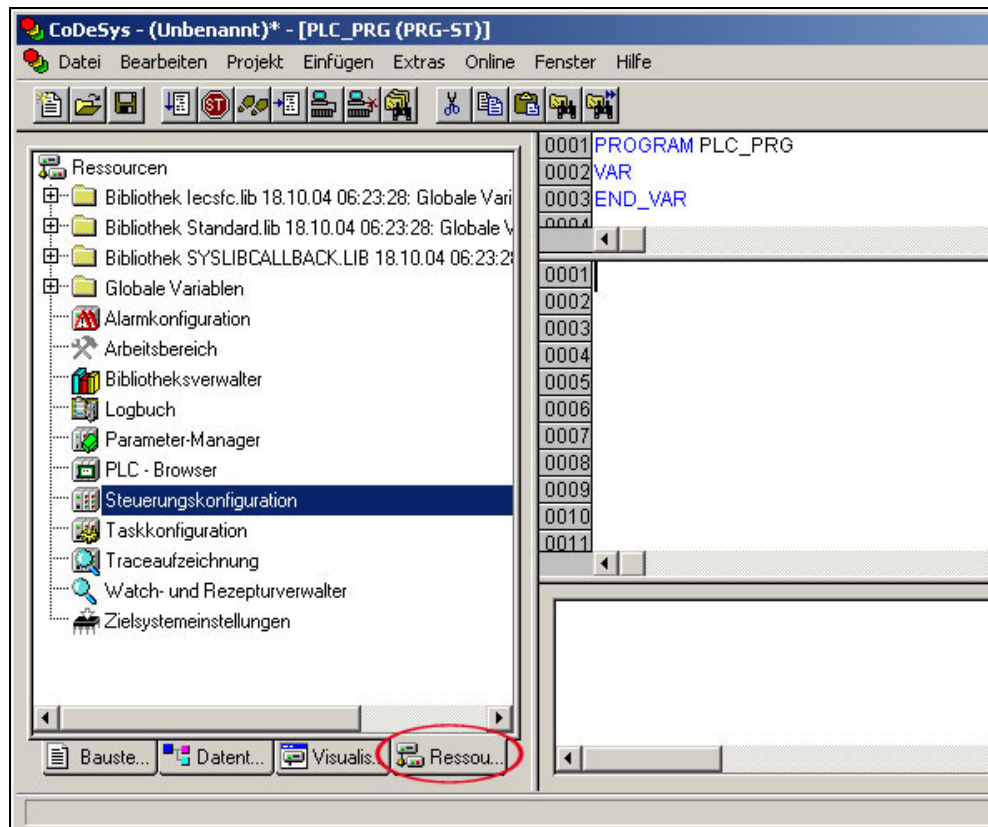 CoDeSys - (Unbenannt)* - [PLC_PRG (PRG-ST)]
Datei Bearbeiten Projekt Einfügen Extras Online Fenster Hilfe
ST
Ressourcen
Bibliothek Iecsfc.lib 18.10.04 06:23:28: Globale Vari
Bibliothek Standard.lib 18.10.04 06:23:28: Globale V
Bibliothek SYSLIBCALLBACK.LIB 18.10.04 06:23:28
Globale Variablen
Alarmkonfiguration
Arbeitsbereich
Bibliotheksverwalter
Logbuch
Parameter-Manager
PLC - Browser
Steuerungskonfiguration
Taskkonfiguration
Traceaufzeichnung
Watch- und Rezepturverwalter
Zielsystemeinstellungen
Bauste... Datent... Visualis... Ressou...
0001 PROGRAM PLC_PRG
0002 VAR
0003 END_VAR
0004
0001
0002
0003
0004
0005
0006
0007
0008
0009
0010
0011